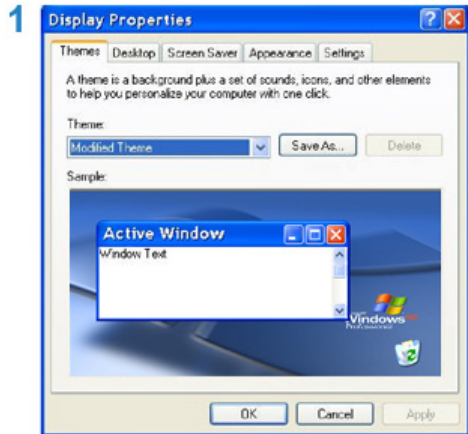 1
Display Properties
Themes Desktop Screen Saver Appearance Settings
A theme is a background plus a set of sounds, icons, and other elements
to help you personalize your computer with one click.
Theme:
Modified Theme Save As... Delete
Sample:
Active Window
Window Text
Windows xp
Professional
OK Cancel Apply